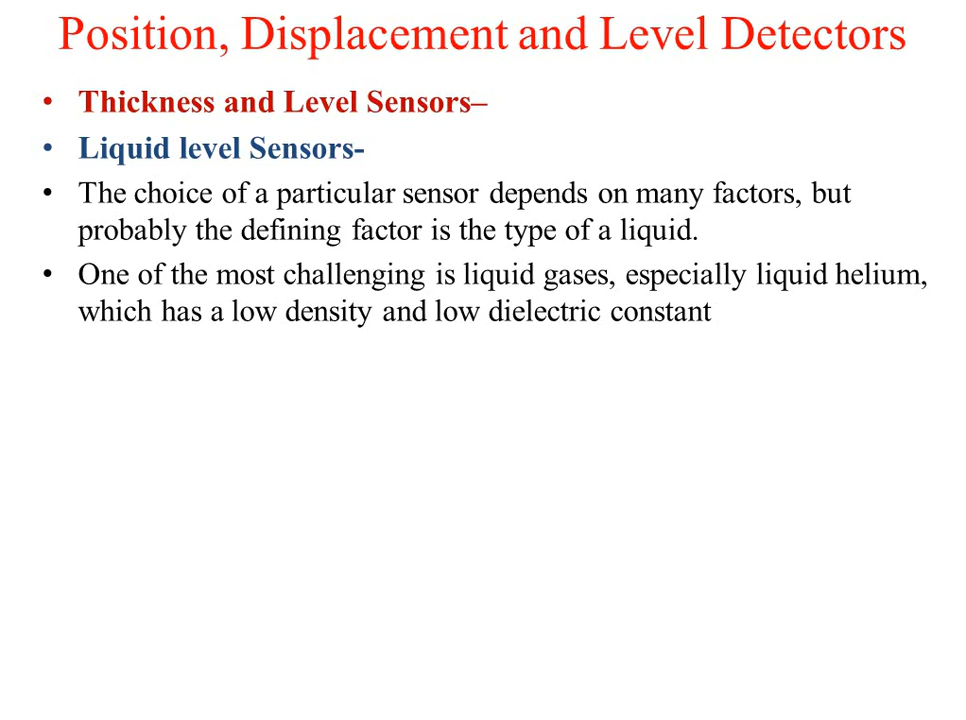 Position, Displacement and Level Detectors
• Thickness and Level Sensors–
• Liquid level Sensors-
• The choice of a particular sensor depends on many factors, but
probably the defining factor is the type of a liquid.
• One of the most challenging is liquid gases, especially liquid helium,
which has a low density and low dielectric constant